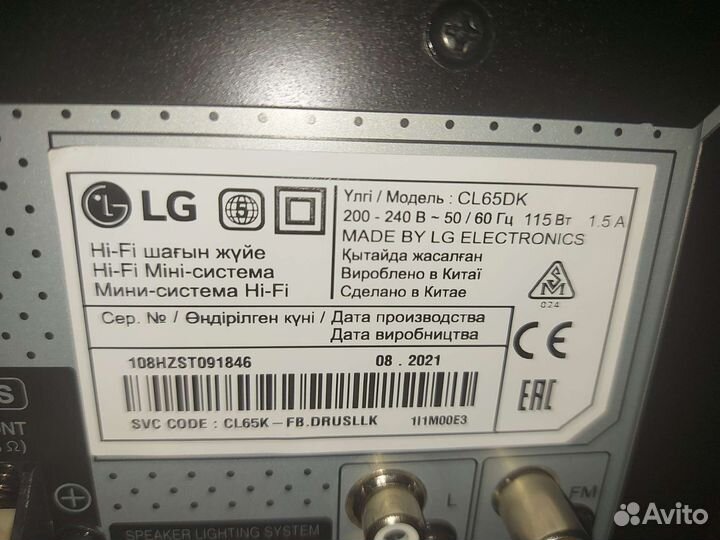 LG
5
Үлгі / Модель : CL65DK
200 - 240 В ~ 50 / 60 Гц 115 Вт 1.5 А
MADE BY LG ELECTRONICS
Hi-Fi шағын жүйе
Hi-Fi Міні-система
Мини-система Hi-Fi
Қытайда жасалған
Вироблено в Китаї
Сделано в Китае
024
Сер. № / Өндірілген күні / Дата производства
Дата виробництва
108HZST091846 08 . 2021
SVC CODE : CL65K - FB.DRUSLLK 1I1M00E3
CE
EAC
S
ONT
Ω)
L
FM
SPEAKER LIGHTING SYSTEM
Avito